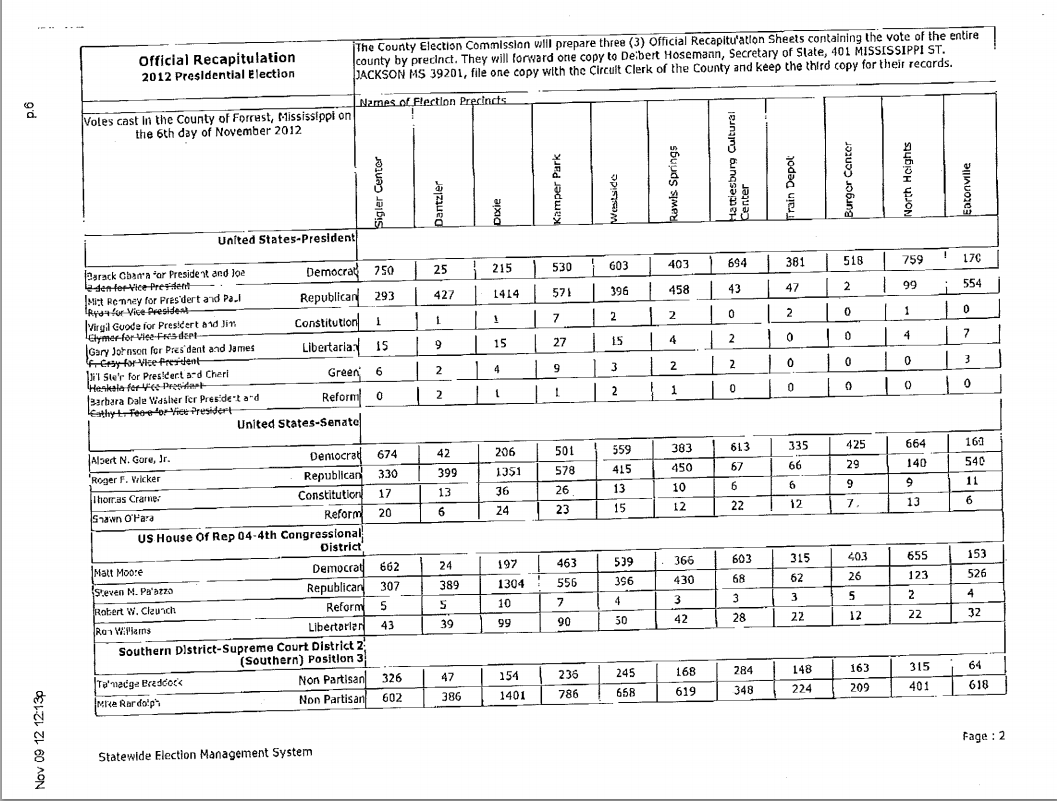 Official Recapitulation
2012 Presidential Election
The County Election Commission will prepare three (3) Official Recapitulation Sheets containing the vote of the entire
county by precinct. They will forward one copy to Delbert Hosemann, Secretary of State, 401 MISSISSIPPI ST.
JACKSON MS 39201, file one copy with the Circuit Clerk of the County and keep the third copy for their records.
p.6
Names of Election Precincts
Votes cast in the County of Forrest, Mississippi on
the 6th day of November 2012
Sigler Center
Dantzler
Dixie
Kamper Park
Westside
Rawls Springs
Hattiesburg Cultural
Center
Train Depot
Burger Center
North Heights
Eatonville
United States-President
Barack Obama for President and Joe Democrat 750 25 215 530 603 403 694 381 518 759 170
Biden for Vice President
Mitt Romney for President and Paul Republican 293 427 1414 571 396 458 43 47 2 99 554
Ryan for Vice President
Virgil Goode for President and Jim Constitution 1 1 1 7 2 2 0 2 0 1 0
Clymer for Vice President
Gary Johnson for President and James Libertarian 15 9 15 27 15 4 2 0 0 4 7
P. Gray for Vice President
Jill Stein for President and Cheri Green 6 2 4 9 3 2 2 0 0 0 3
Honkala for Vice President
Barbara Dale Washer for President and Reform 0 2 1 1 2 1 0 0 0 0 0
Cathy L. Toole for Vice President
United States-Senate
Albert N. Gore, Jr. Democrat 674 42 206 501 559 383 613 335 425 664 160
Roger F. Wicker Republican 330 399 1351 578 415 450 67 66 29 140 540
Thomas Cramer Constitution 17 13 36 26 13 10 6 6 9 9 11
Shawn O'Hara Reform 20 6 24 23 15 12 22 12 7 13 6
US House Of Rep 04-4th Congressional
District
Matt Moore Democrat 662 24 197 463 539 366 603 315 403 655 153
Steven M. Palazzo Republican 307 389 1304 556 396 430 68 62 26 123 526
Robert W. Claunch Reform 5 5 10 7 4 3 3 3 5 2 4
Ron Williams Libertarian 43 39 99 90 50 42 28 22 12 22 32
Southern District-Supreme Court District 2
(Southern) Position 3
Talmadge Braddock Non Partisan 326 47 154 236 245 168 284 148 163 315 64
Mike Randolph Non Partisan 602 386 1401 786 668 619 348 224 209 401 618
Statewide Election Management System
Page : 2
Nov 09 12 12:13p